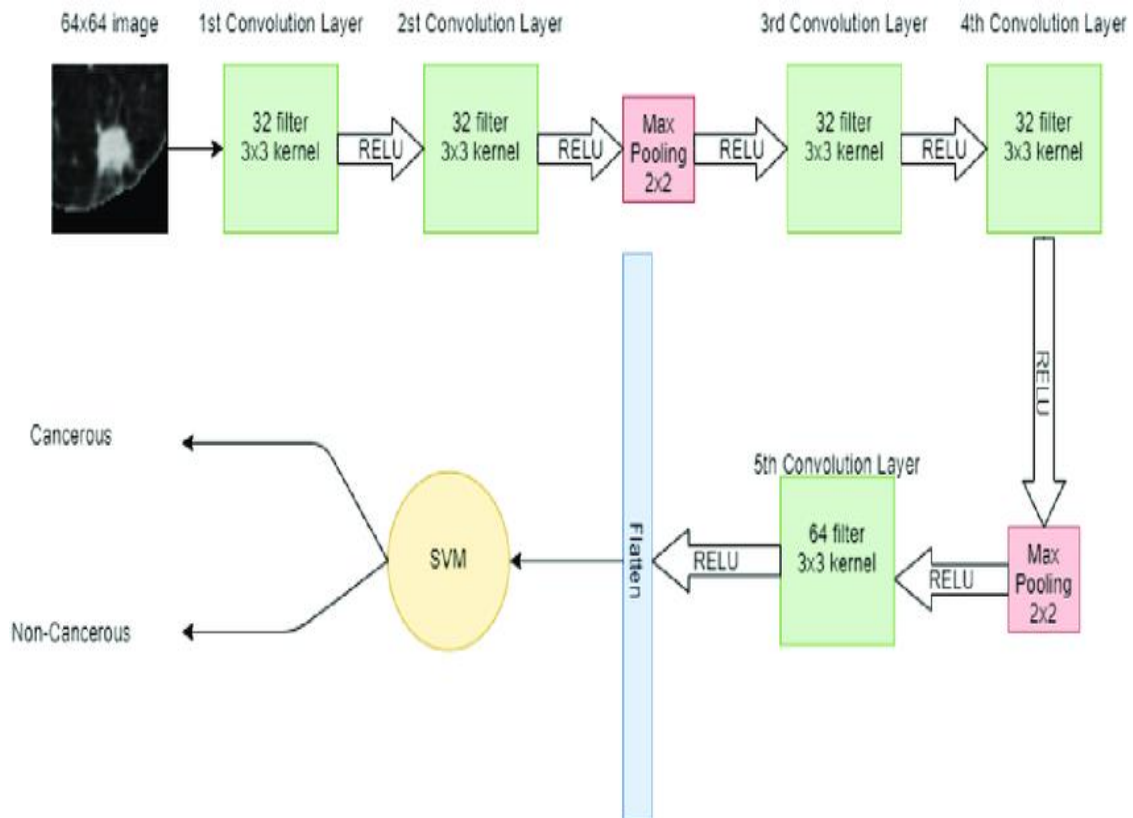 64x64 image
1st Convolution Layer
2st Convolution Layer
3rd Convolution Layer
4th Convolution Layer
32 filter
3x3 kernel
RELU
32 filter
3x3 kernel
RELU
Max
Pooling
2x2
RELU
32 filter
3x3 kernel
RELU
32 filter
3x3 kernel
RELU
Max
Pooling
2x2
RELU
5th Convolution Layer
64 filter
3x3 kernel
RELU
Flatten
SVM
Cancerous
Non-Cancerous